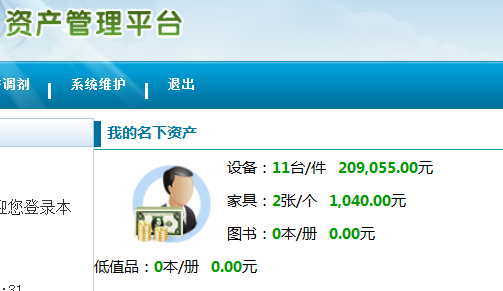 资产管理平台
调剂 系统维护 退出
我的名下资产
设备：11台/件 209,055.00元
迎您登录本
家具：2张/个 1,040.00元
图书：0本/册 0.00元
低值品：0本/册 0.00元
:31